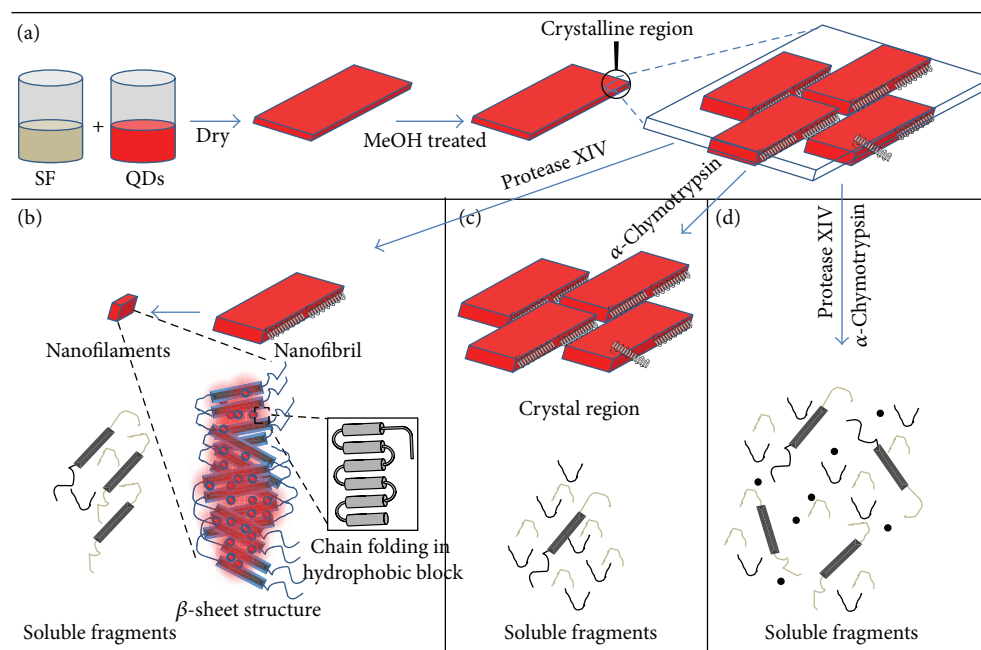 (a)
Crystalline region
+
Dry
MeOH treated
SF
QDs
Protease XIV
α-Chymotrypsin
Protease XIV
α-Chymotrypsin
(b)
Nanofilaments
Nanofibril
Chain folding in
hydrophobic block
β-sheet structure
Soluble fragments
(c)
Crystal region
Soluble fragments
(d)
Soluble fragments